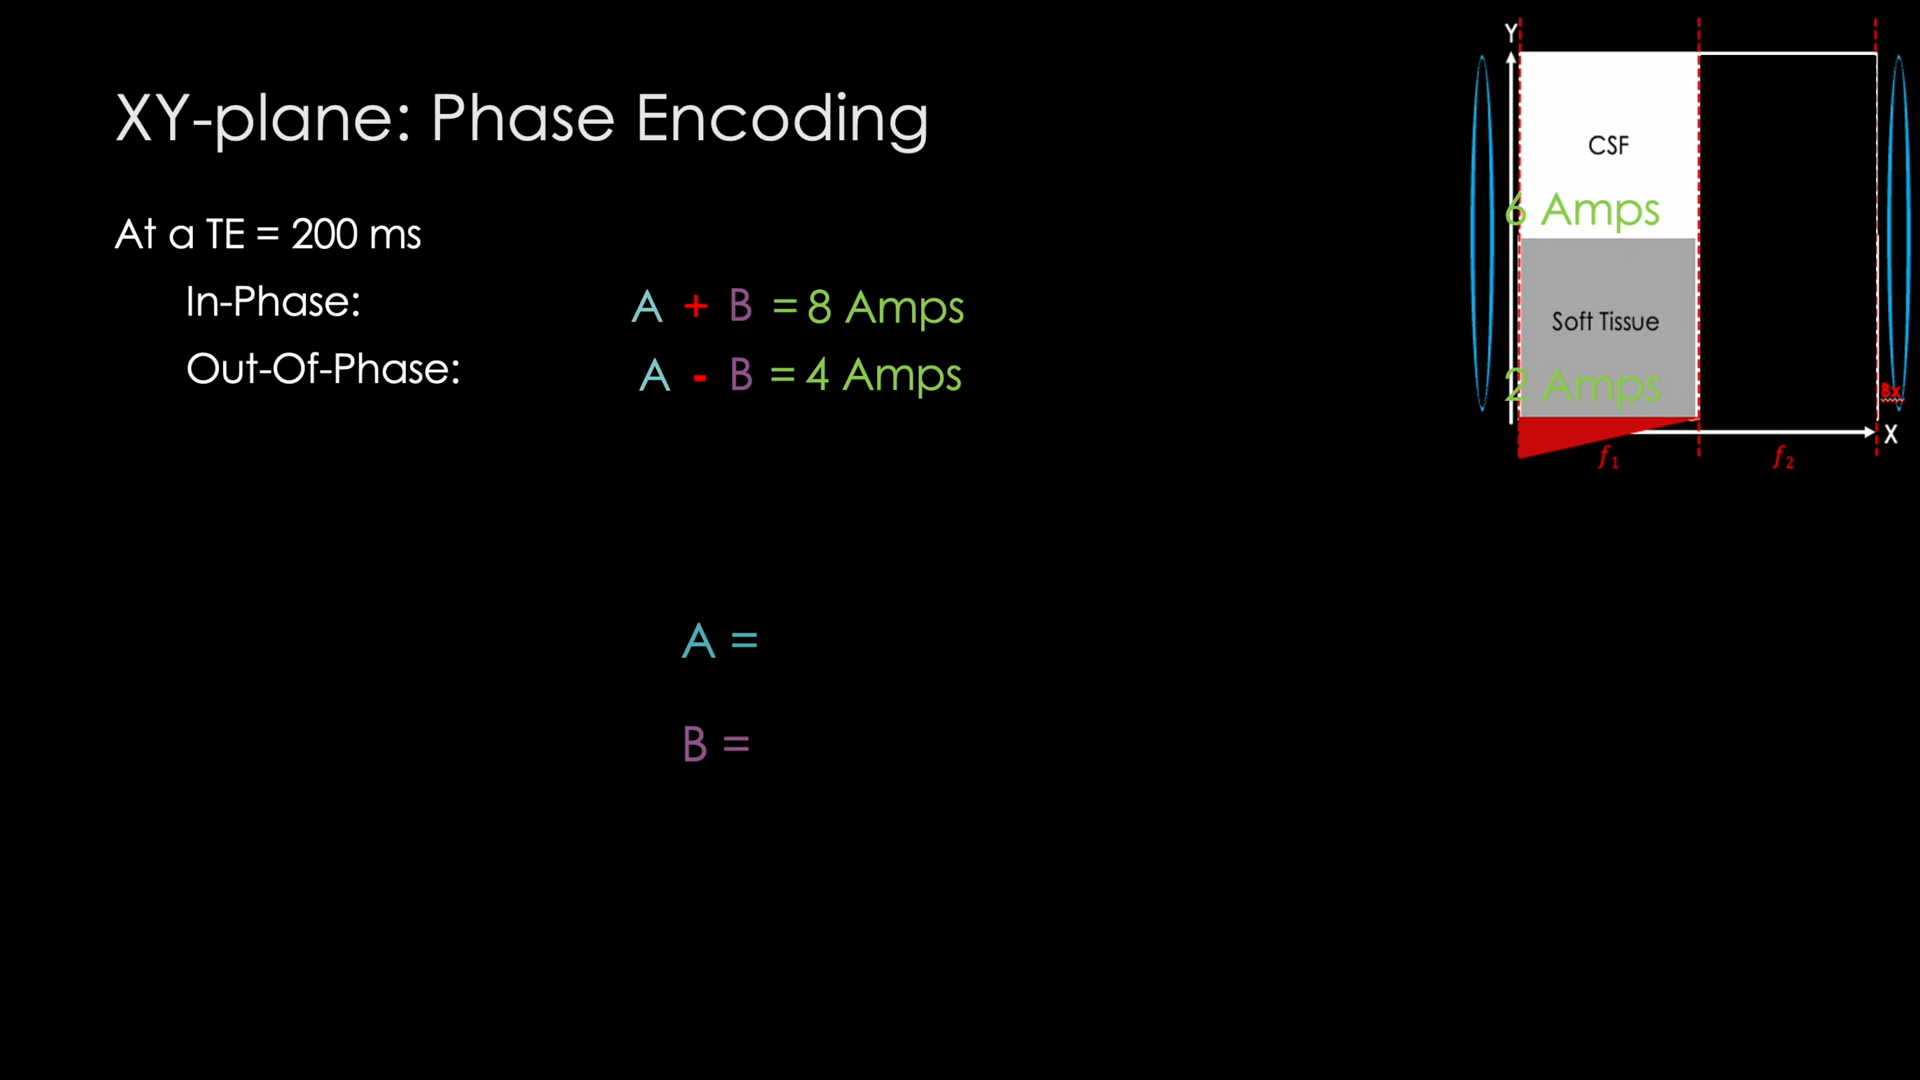 XY-plane: Phase Encoding
At a TE = 200 ms
In-Phase: A + B = 8 Amps
Out-Of-Phase: A - B = 4 Amps
A =
B =
Y
CSF
6 Amps
Soft Tissue
2 Amps
Bx
X
f1 f2